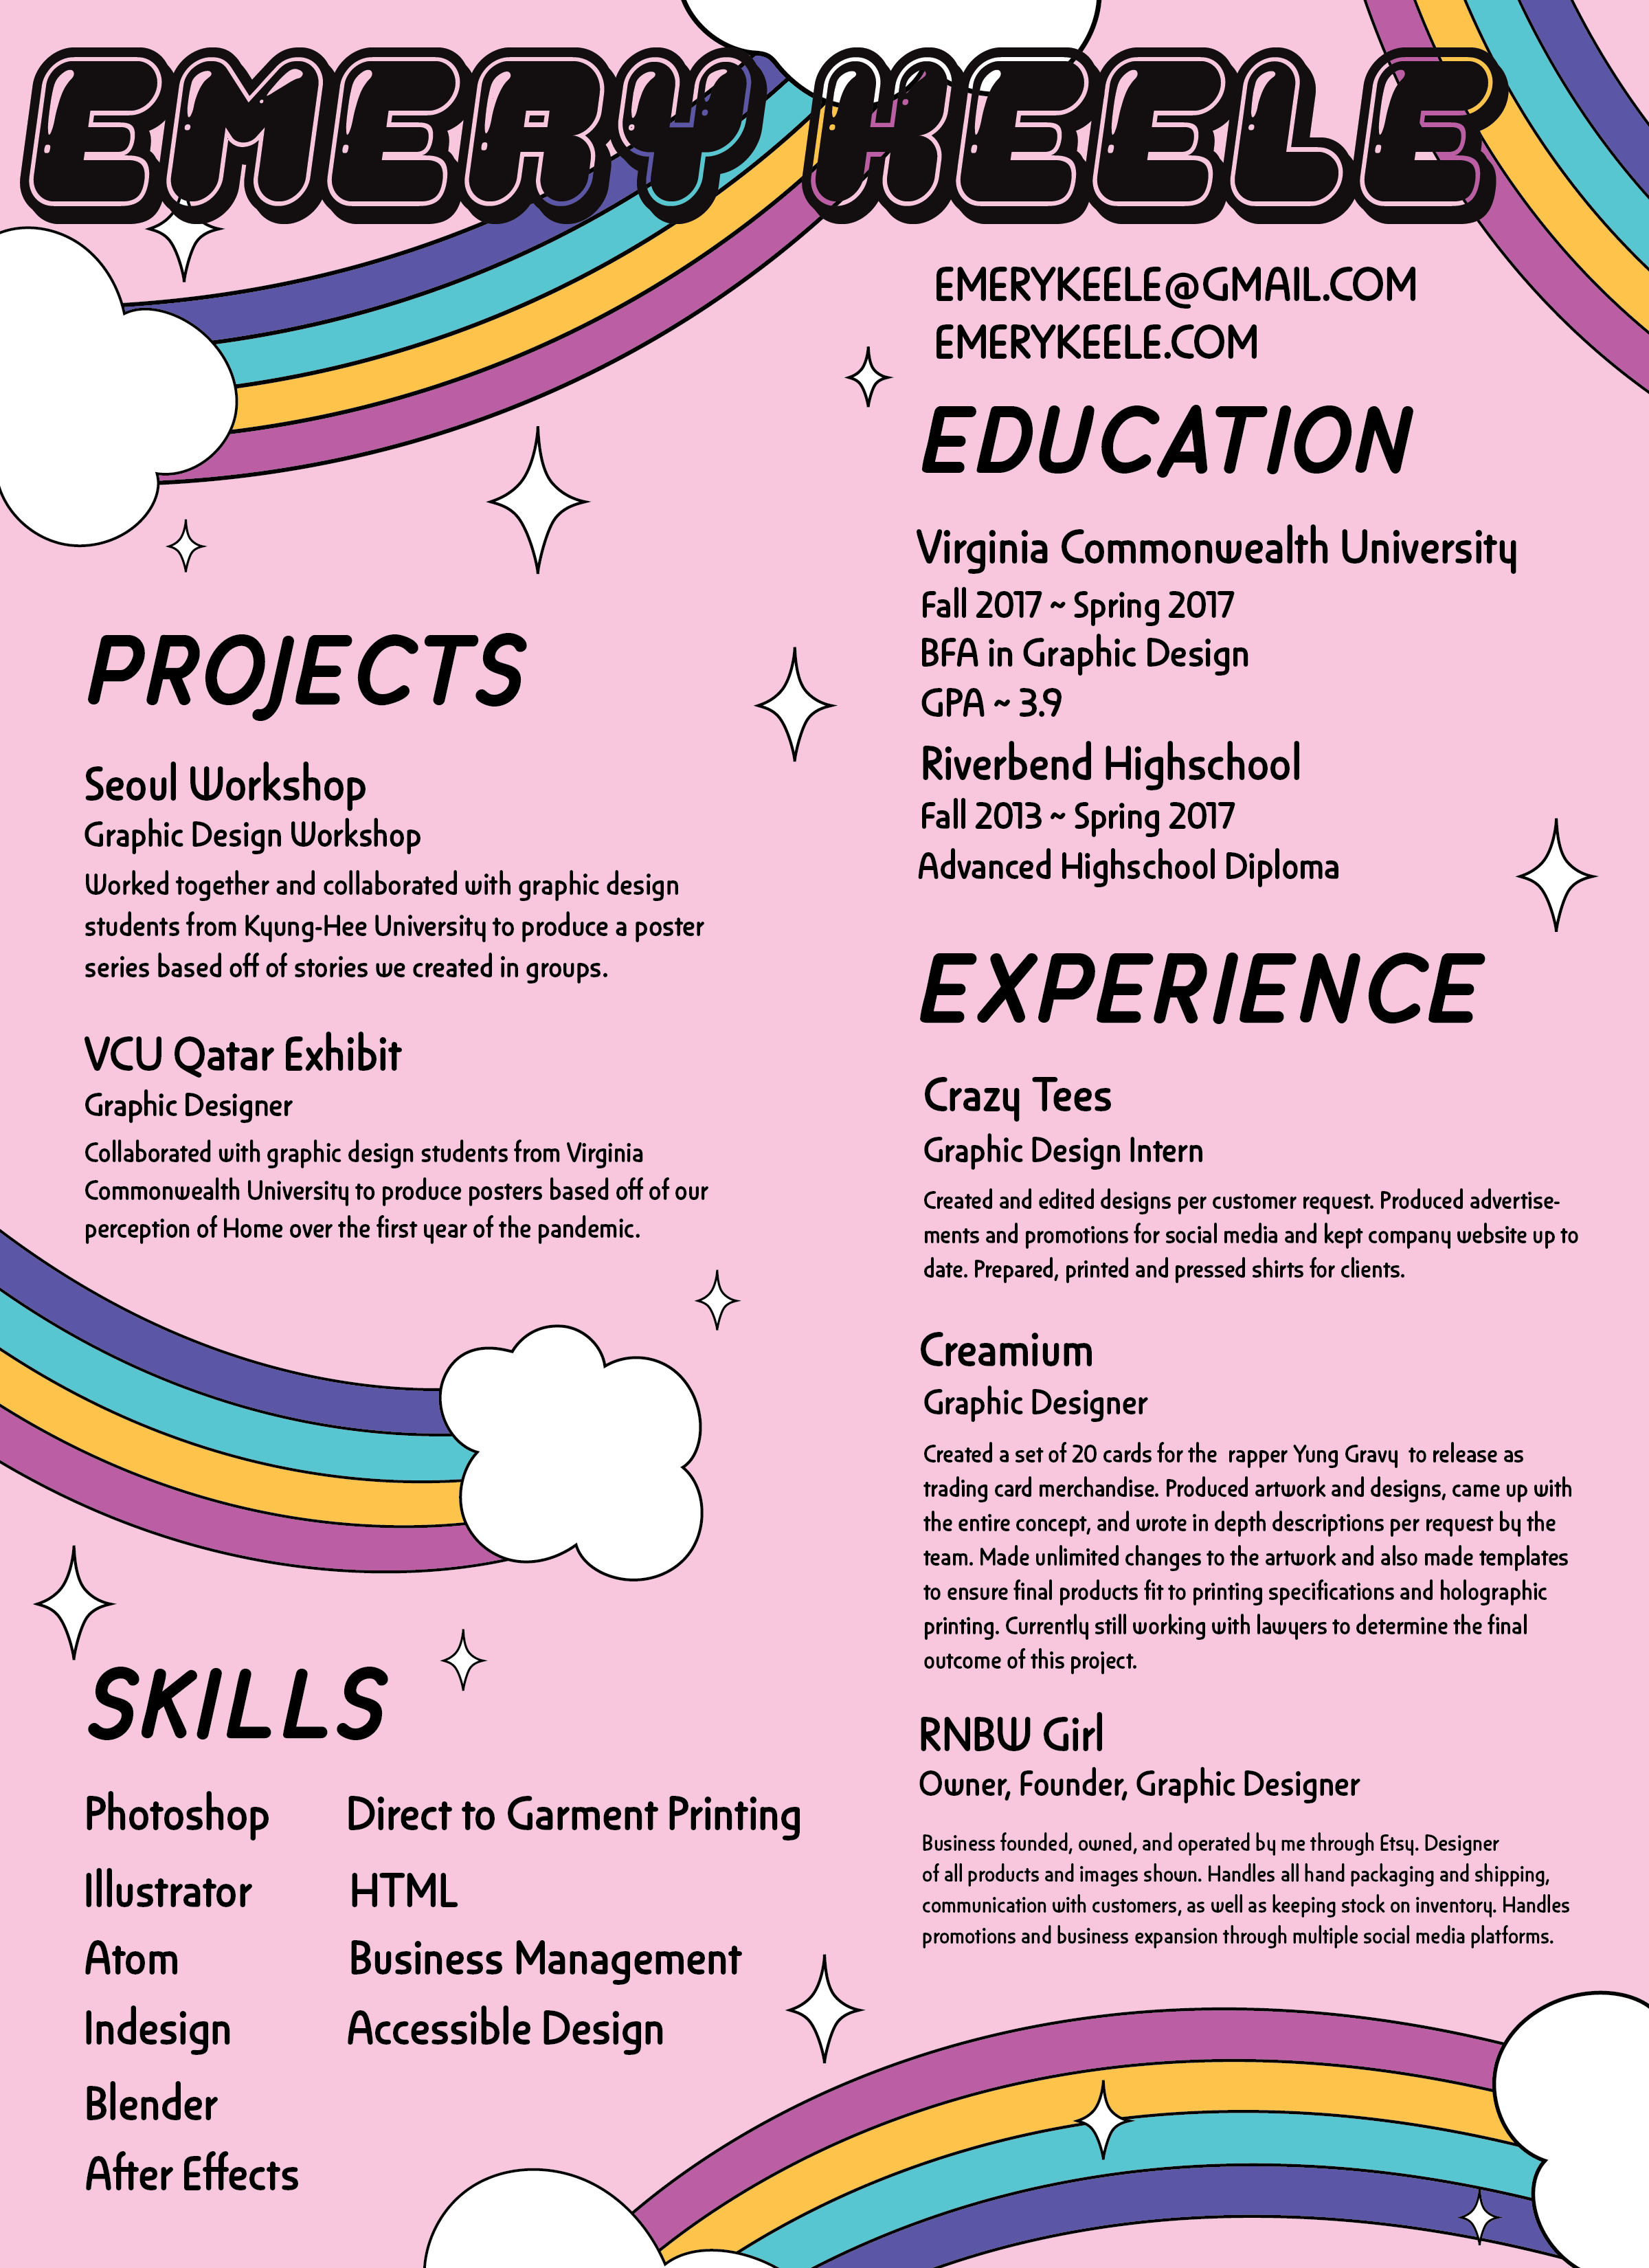 EMERY KEELE
EMERYKEELE@GMAIL.COM
EMERYKEELE.COM
EDUCATION
Virginia Commonwealth University
Fall 2017 ~ Spring 2017
BFA in Graphic Design
GPA ~ 3.9
Riverbend Highschool
Fall 2013 ~ Spring 2017
Advanced Highschool Diploma
PROJECTS
Seoul Workshop
Graphic Design Workshop
Worked together and collaborated with graphic design
students from Kyung-Hee University to produce a poster
series based off of stories we created in groups.
VCU Qatar Exhibit
Graphic Designer
Collaborated with graphic design students from Virginia
Commonwealth University to produce posters based off of our
perception of Home over the first year of the pandemic.
EXPERIENCE
Crazy Tees
Graphic Design Intern
Created and edited designs per customer request. Produced advertise-
ments and promotions for social media and kept company website up to
date. Prepared, printed and pressed shirts for clients.
Creamium
Graphic Designer
Created a set of 20 cards for the  rapper Yung Gravy  to release as
trading card merchandise. Produced artwork and designs, came up with
the entire concept, and wrote in depth descriptions per request by the
team. Made unlimited changes to the artwork and also made templates
to ensure final products fit to printing specifications and holographic
printing. Currently still working with lawyers to determine the final
outcome of this project.
RNBW Girl
Owner, Founder, Graphic Designer
Business founded, owned, and operated by me through Etsy. Designer
of all products and images shown. Handles all hand packaging and shipping,
communication with customers, as well as keeping stock on inventory. Handles
promotions and business expansion through multiple social media platforms.
SKILLS
Photoshop
Illustrator
Atom
Indesign
Blender
After Effects
Direct to Garment Printing
HTML
Business Management
Accessible Design